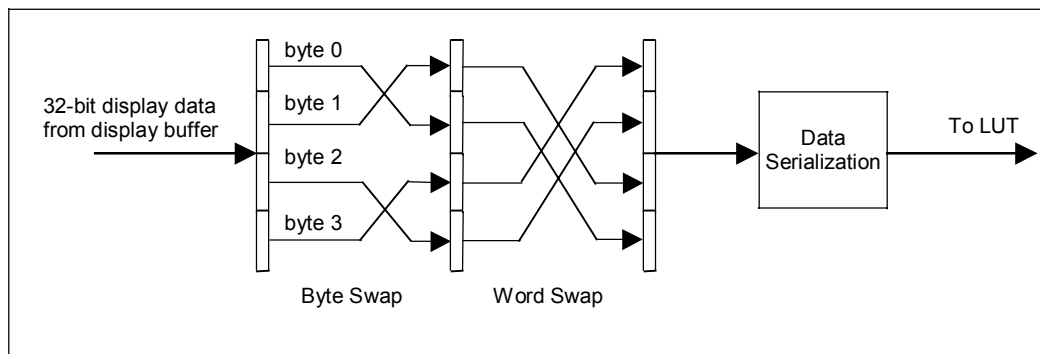 byte 0
32-bit display data
from display buffer
byte 1
byte 2
byte 3
Data
Serialization
To LUT
Byte Swap
Word Swap